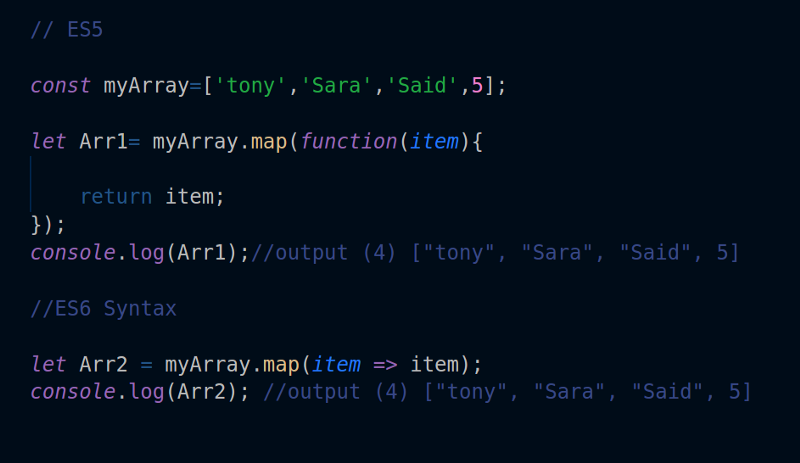 // ES5
const myArray=['tony','Sara','Said',5];
let Arr1= myArray.map(function(item){
return item;
});
console.log(Arr1);//output (4) ["tony", "Sara", "Said", 5]
//ES6 Syntax
let Arr2 = myArray.map(item => item);
console.log(Arr2); //output (4) ["tony", "Sara", "Said", 5]